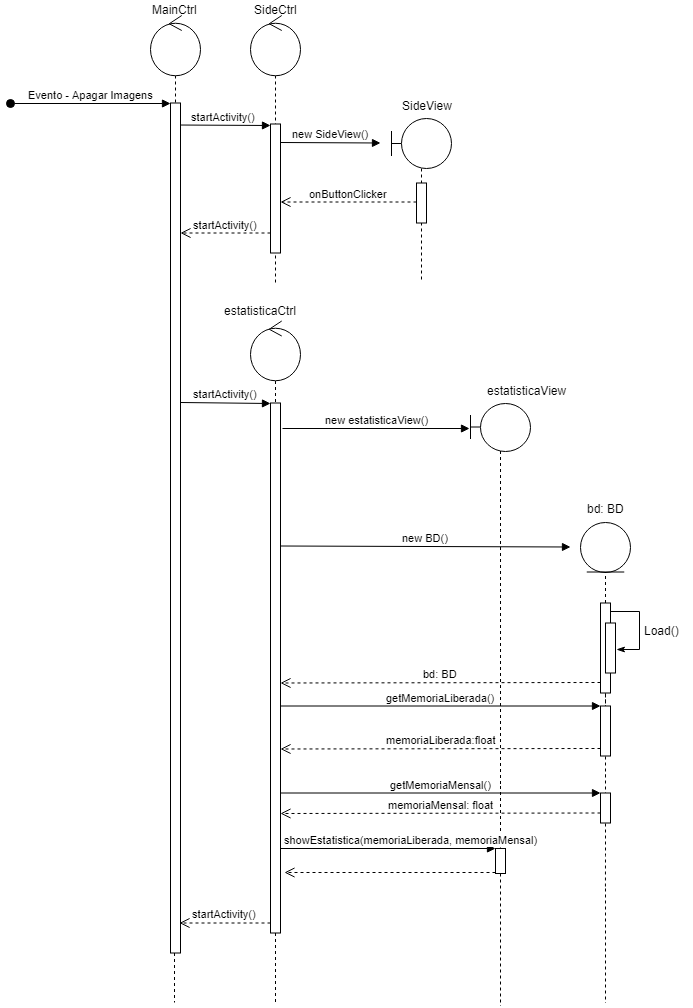 MainCtrl
SideCtrl
Evento - Apagar Imagens
SideView
startActivity()
new SideView()
onButtonClicker
startActivity()
estatisticaCtrl
startActivity()
estatisticaView
new estatisticaView()
bd: BD
new BD()
Load()
bd: BD
getMemoriaLiberada()
memoriaLiberada:float
getMemoriaMensal()
memoriaMensal: float
showEstatistica(memoriaLiberada, memoriaMensal)
startActivity()